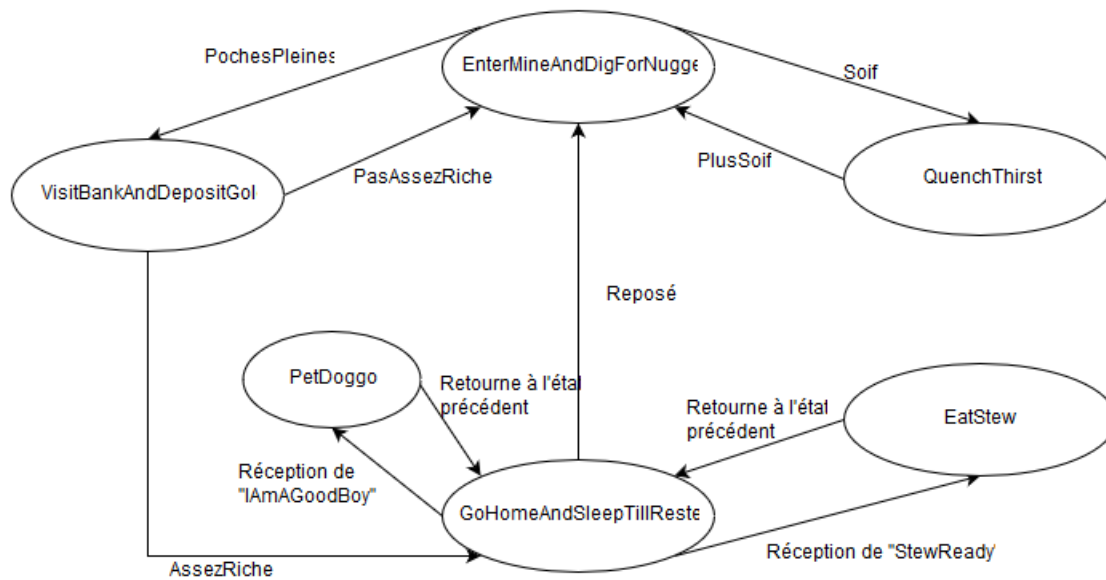 PochesPleines
EnterMineAndDigForNugge
Soif
VisitBankAndDepositGol
PasAssezRiche
PlusSoif
QuenchThirst
Reposé
PetDoggo
Retourne à l'état
précédent
Retourne à l'état
précédent
EatStew
Réception de
"IAmAGoodBoy"
GoHomeAndSleepTillReste
Réception de "StewReady
AssezRiche